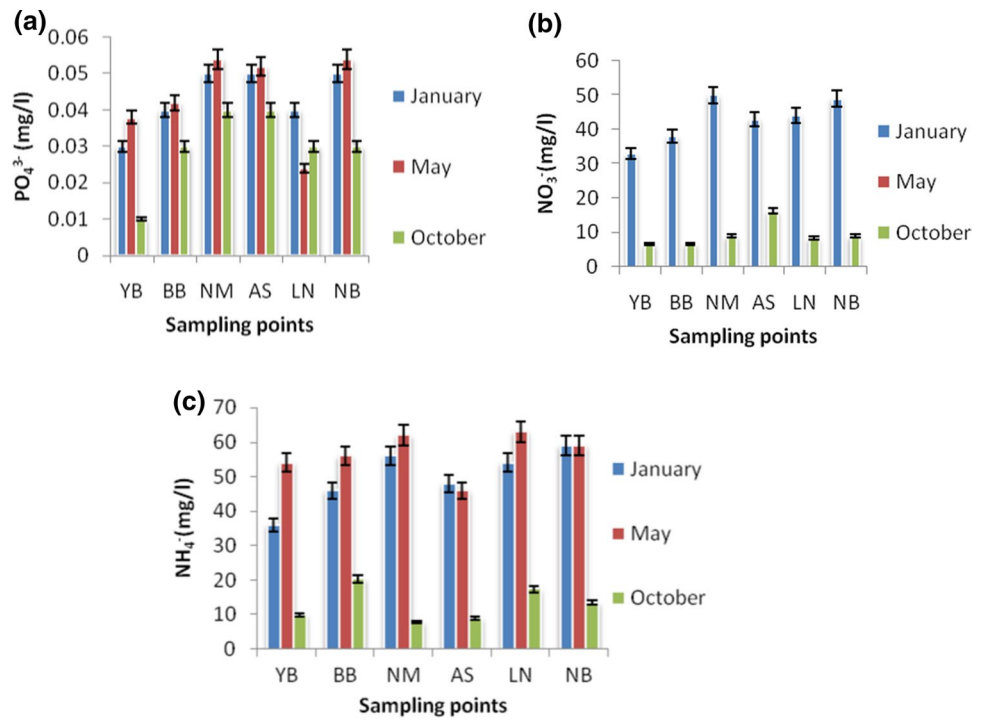 (a)
0.06
0.05
0.04
0.03
0.02
0.01
0
PO₄³⁻ (mg/l)
YB BB NM AS LN NB
Sampling points
January
May
October
(b)
60
50
40
30
20
10
0
NO₃⁻ (mg/l)
YB BB NM AS LN NB
Sampling points
January
May
October
(c)
70
60
50
40
30
20
10
0
NH₄⁻ (mg/l)
YB BB NM AS LN NB
Sampling points
January
May
October